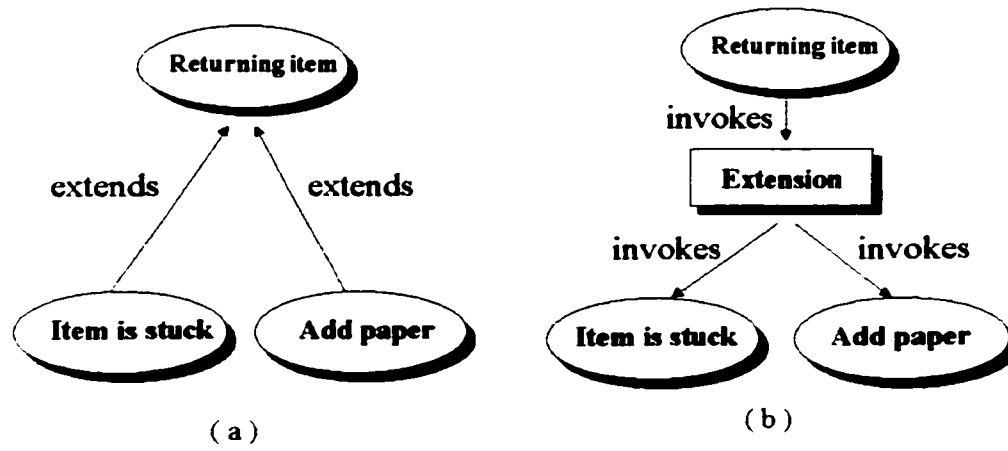 Returning item
extends
extends
Item is stuck
Add paper
( a )
Returning item
invokes
Extension
invokes
invokes
Item is stuck
Add paper
( b )